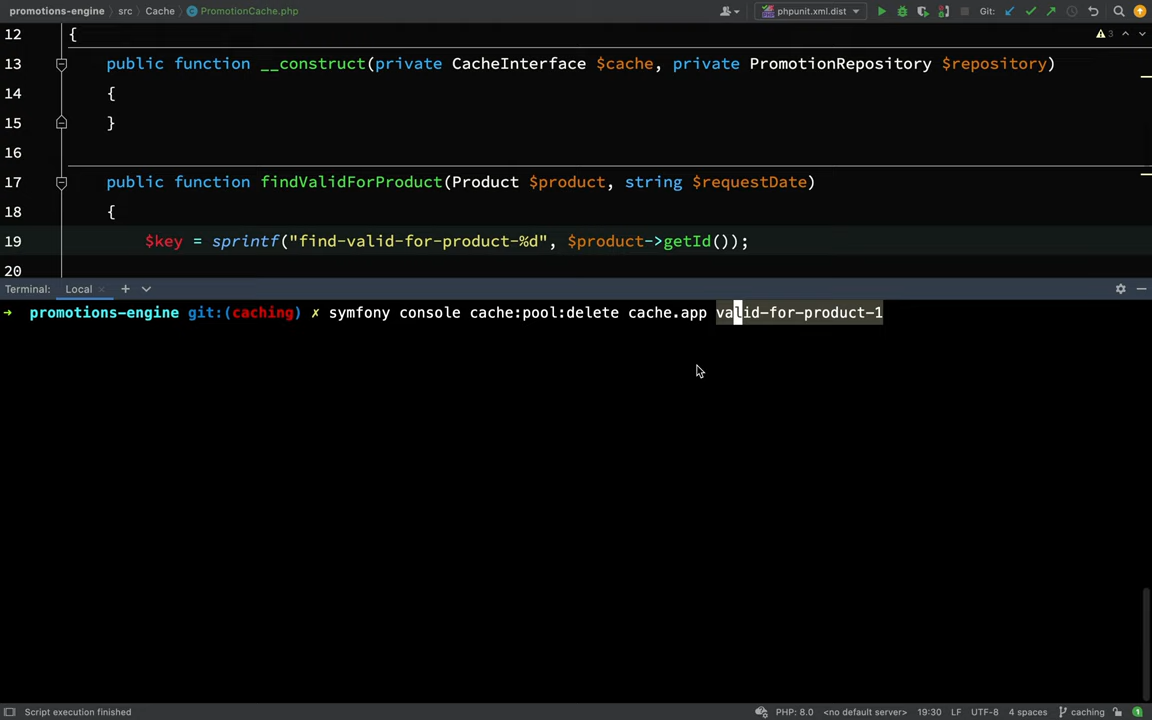 promotions-engine src Cache PromotionCache.php phpunit.xml.dist Git: 
12 {
3
13 public function __construct(private CacheInterface $cache, private PromotionRepository $repository)
14 {
15 }
16
17 public function findValidForProduct(Product $product, string $requestDate)
18 {
19 $key = sprintf("find-valid-for-product-%d", $product->getId());
20
Terminal: Local
promotions-engine git:(caching) ✗ symfony console cache:pool:delete cache.app valid-for-product-1
Script execution finished PHP: 8.0 <no default server> 19:30 LF UTF-8 4 spaces caching 1